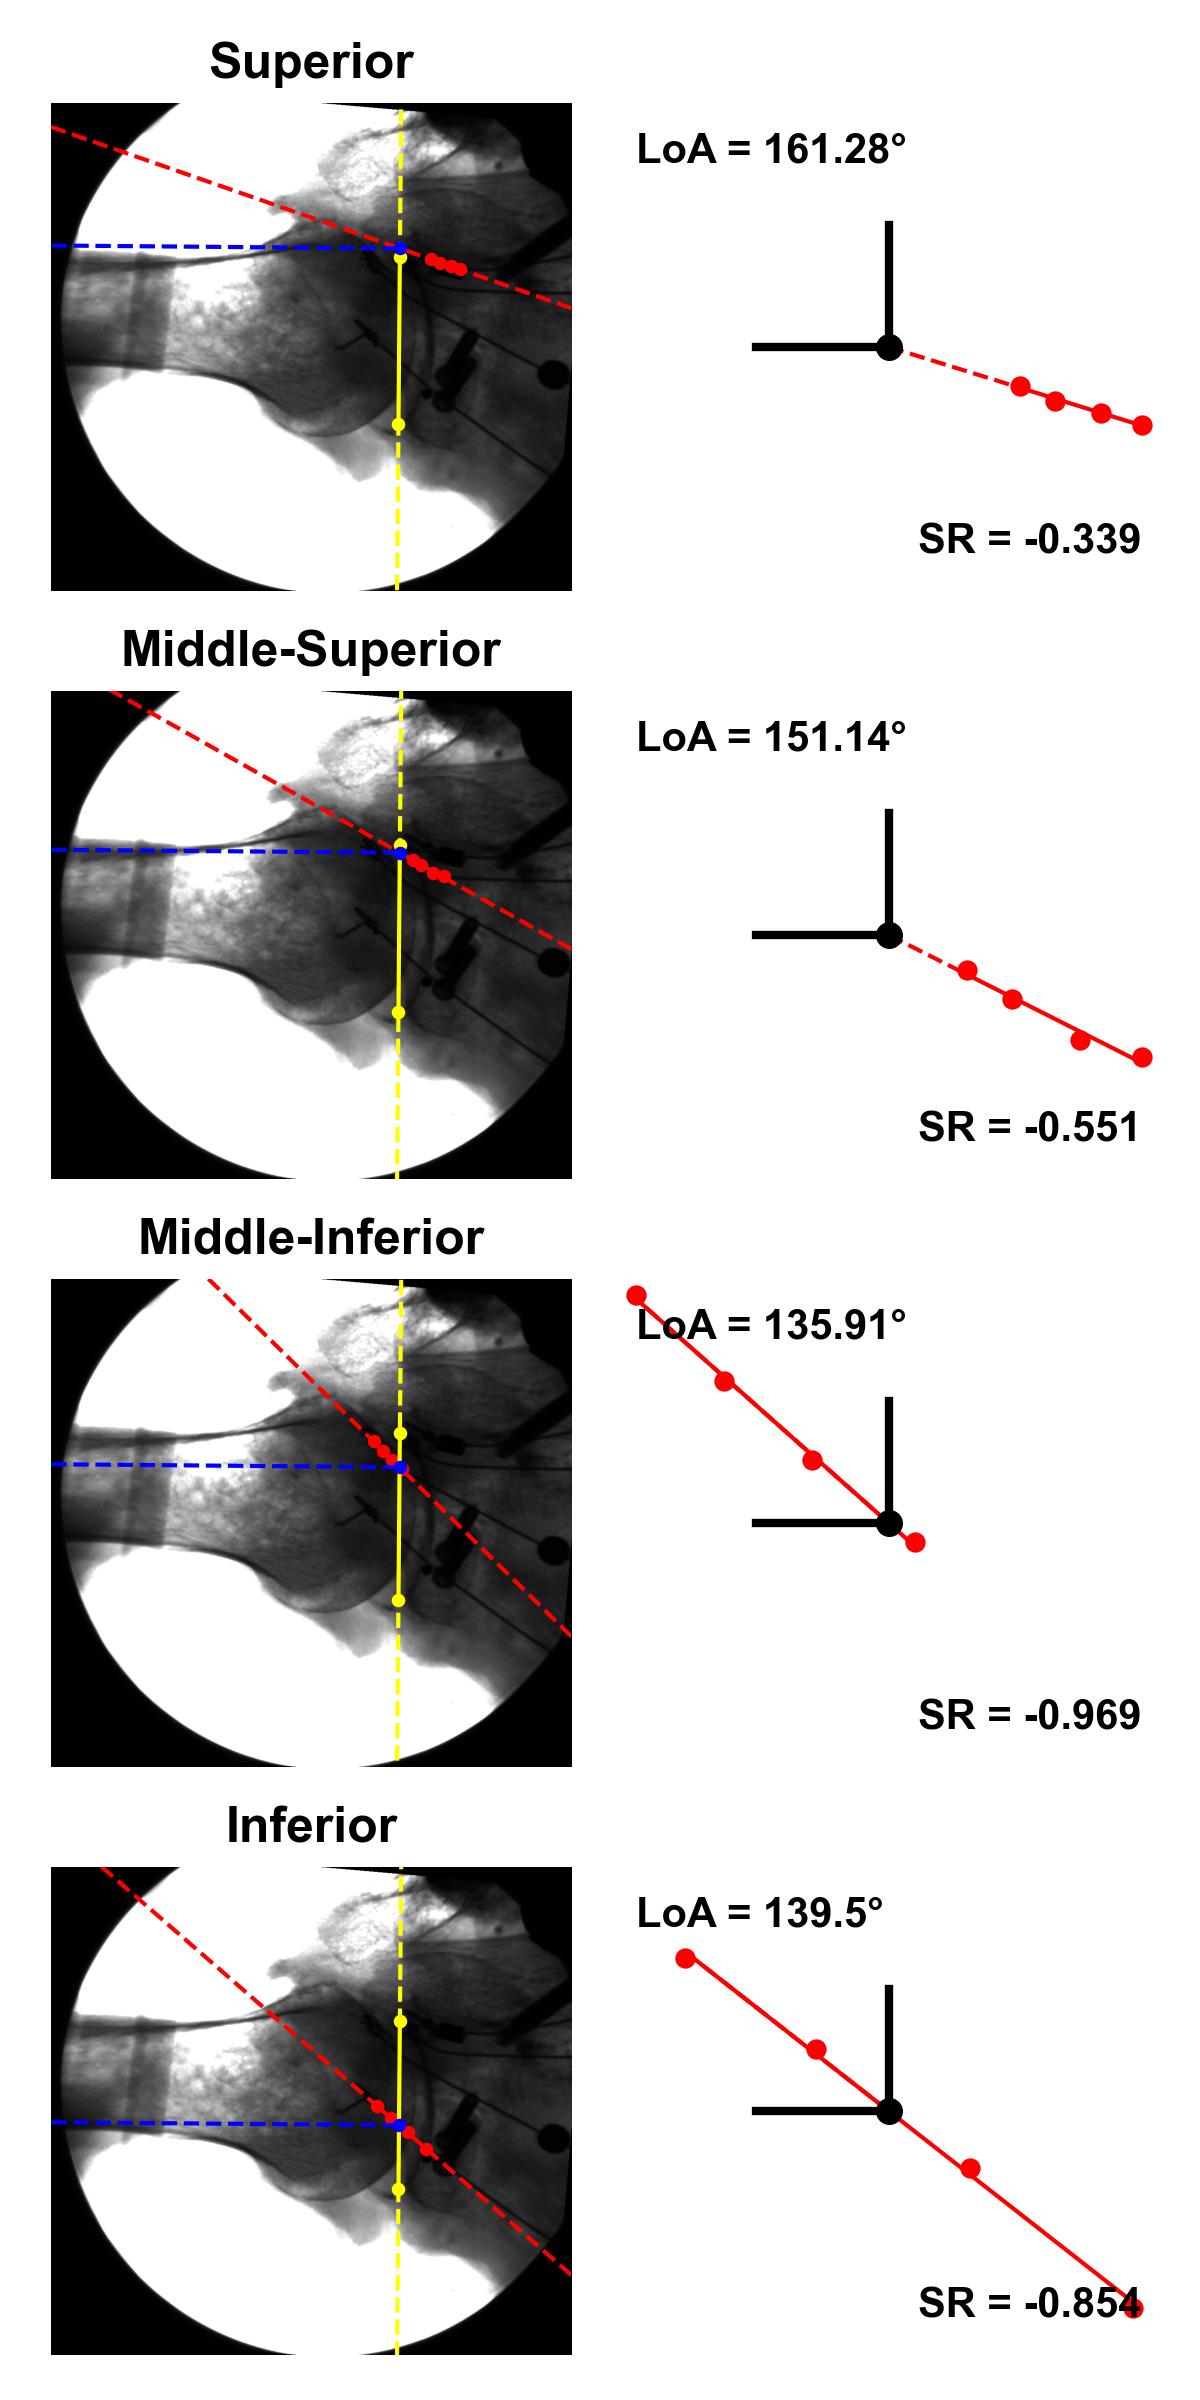 Superior
LoA = 161.28°
SR = -0.339
Middle-Superior
LoA = 151.14°
SR = -0.551
Middle-Inferior
LoA = 135.91°
SR = -0.969
Inferior
LoA = 139.5°
SR = -0.854